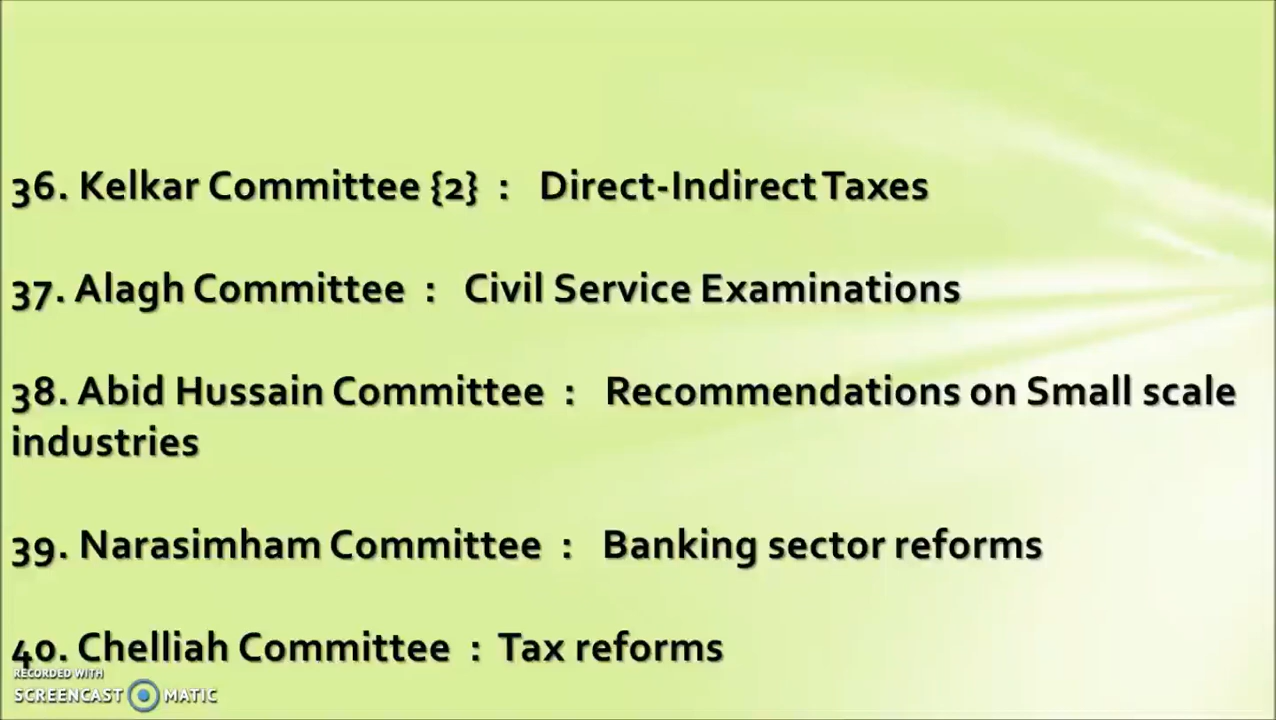 36. Kelkar Committee {2} : Direct-Indirect Taxes
37. Alagh Committee : Civil Service Examinations
38. Abid Hussain Committee : Recommendations on Small scale
industries
39. Narasimham Committee : Banking sector reforms
40. Chelliah Committee : Tax reforms
RECORDED WITH
SCREENCAST MATIC